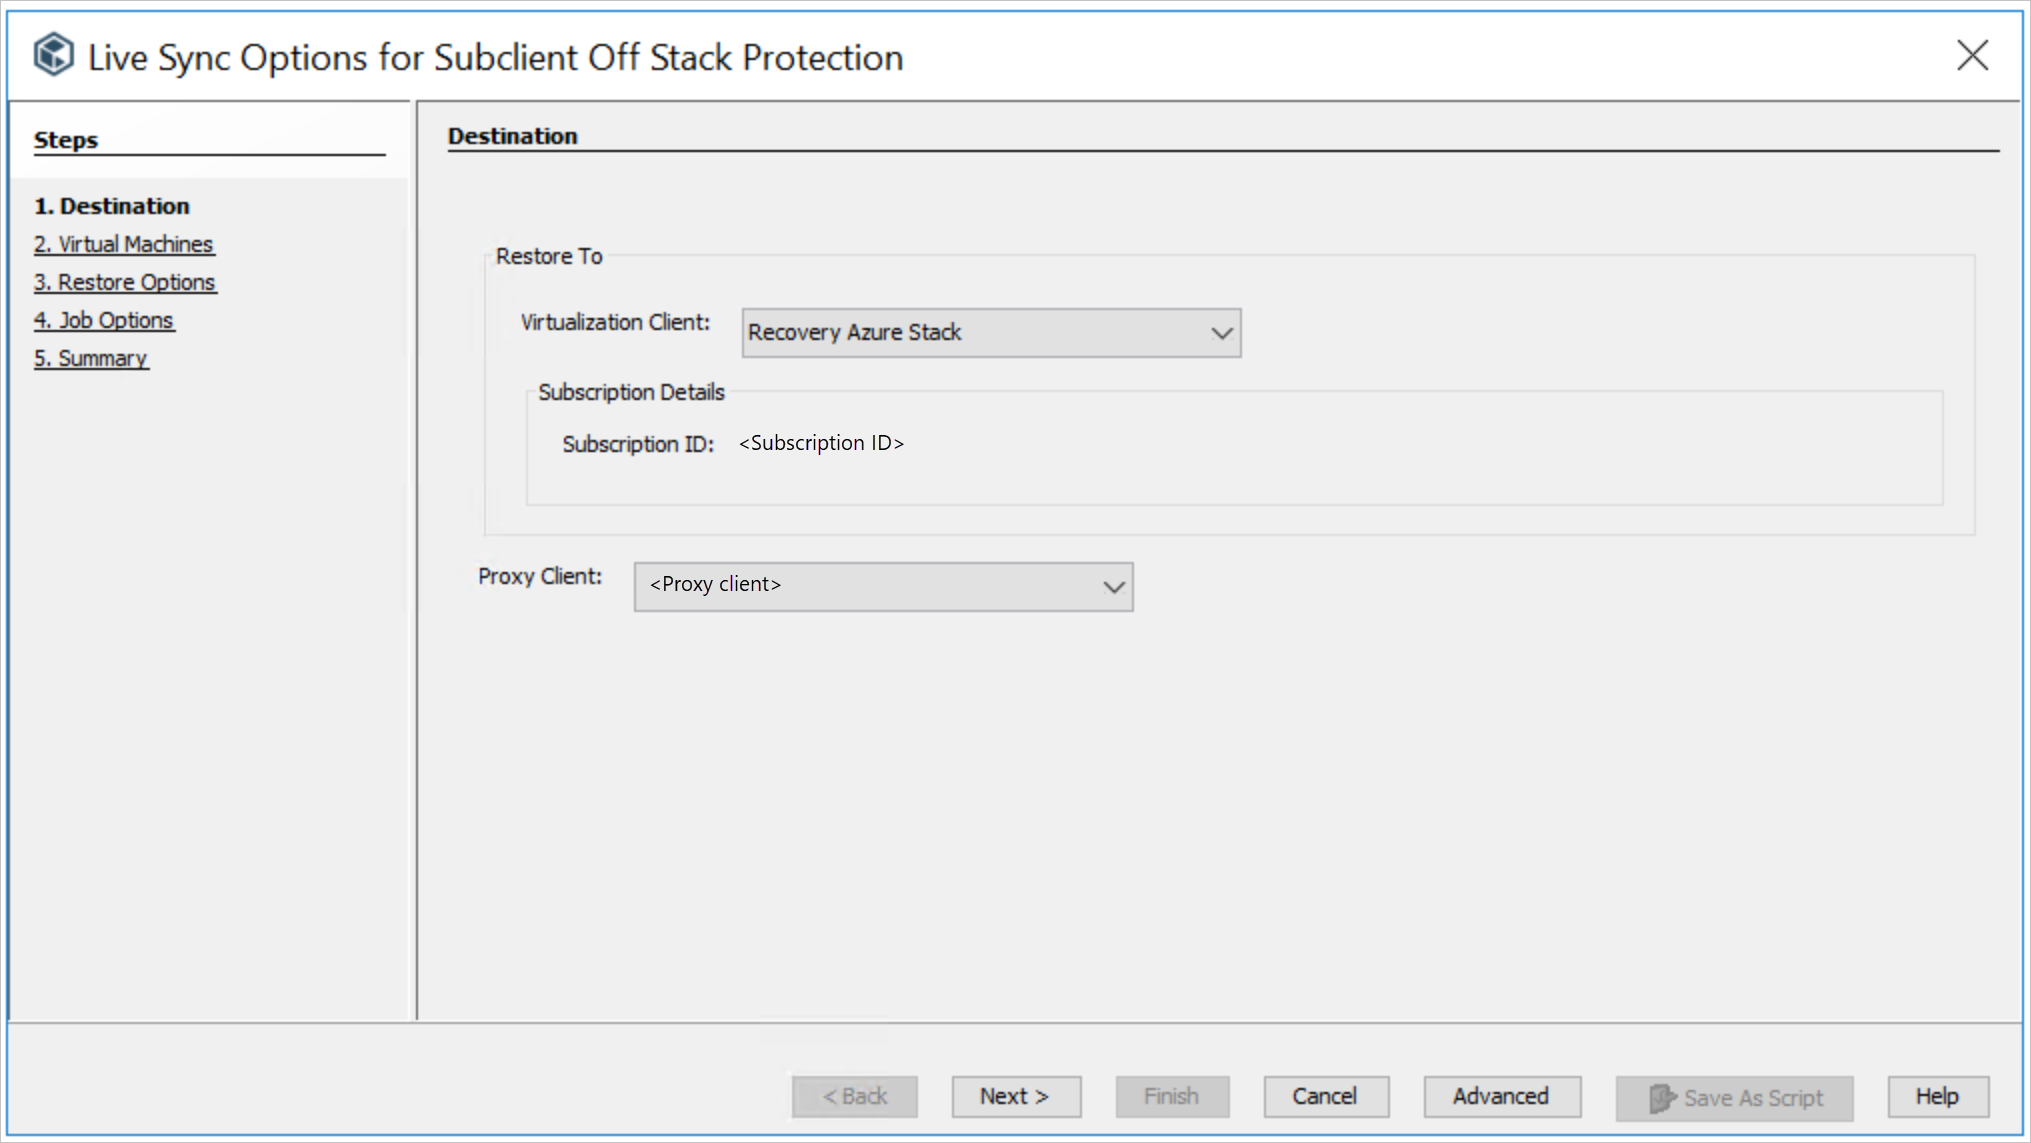 Live Sync Options for Subclient Off Stack Protection
Steps
1. Destination
2. Virtual Machines
3. Restore Options
4. Job Options
5. Summary
Destination
Restore To
Virtualization Client: Recovery Azure Stack
Subscription Details
Subscription ID: <Subscription ID>
Proxy Client: <Proxy client>
< Back Next > Finish Cancel Advanced Save As Script Help